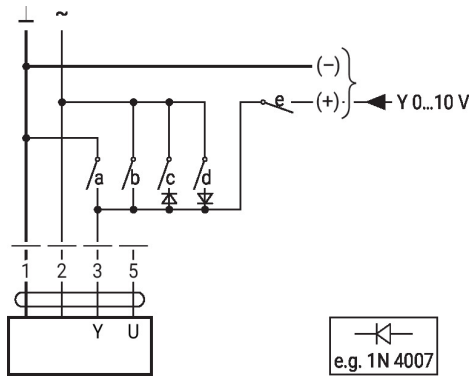 ⊥ ~
(–)
e (+) Y 0...10 V
a b c d
1 2 3 5
Y U
e.g. 1N 4007